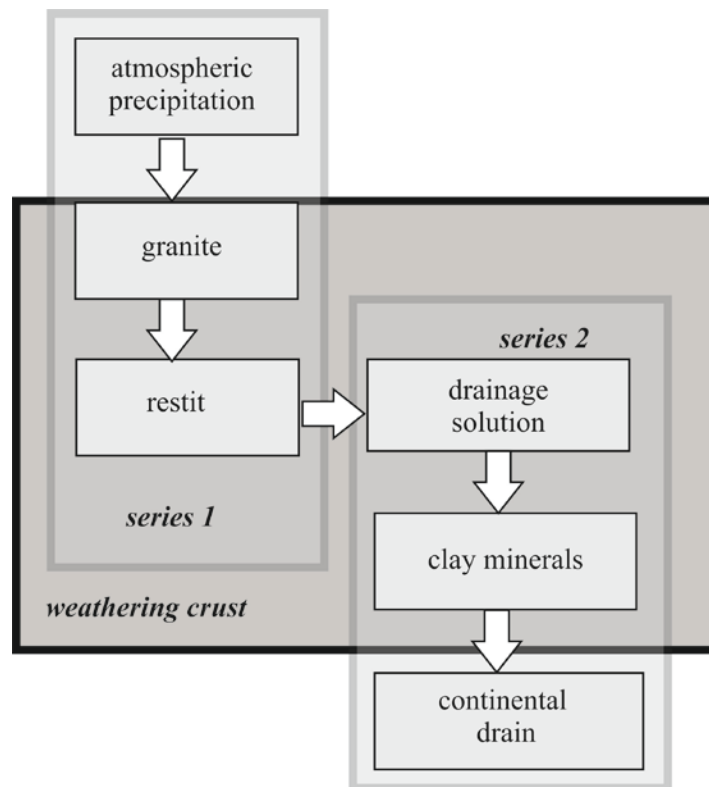 atmospheric
precipitation
granite
restit
series 1
weathering crust
series 2
drainage
solution
clay minerals
continental
drain